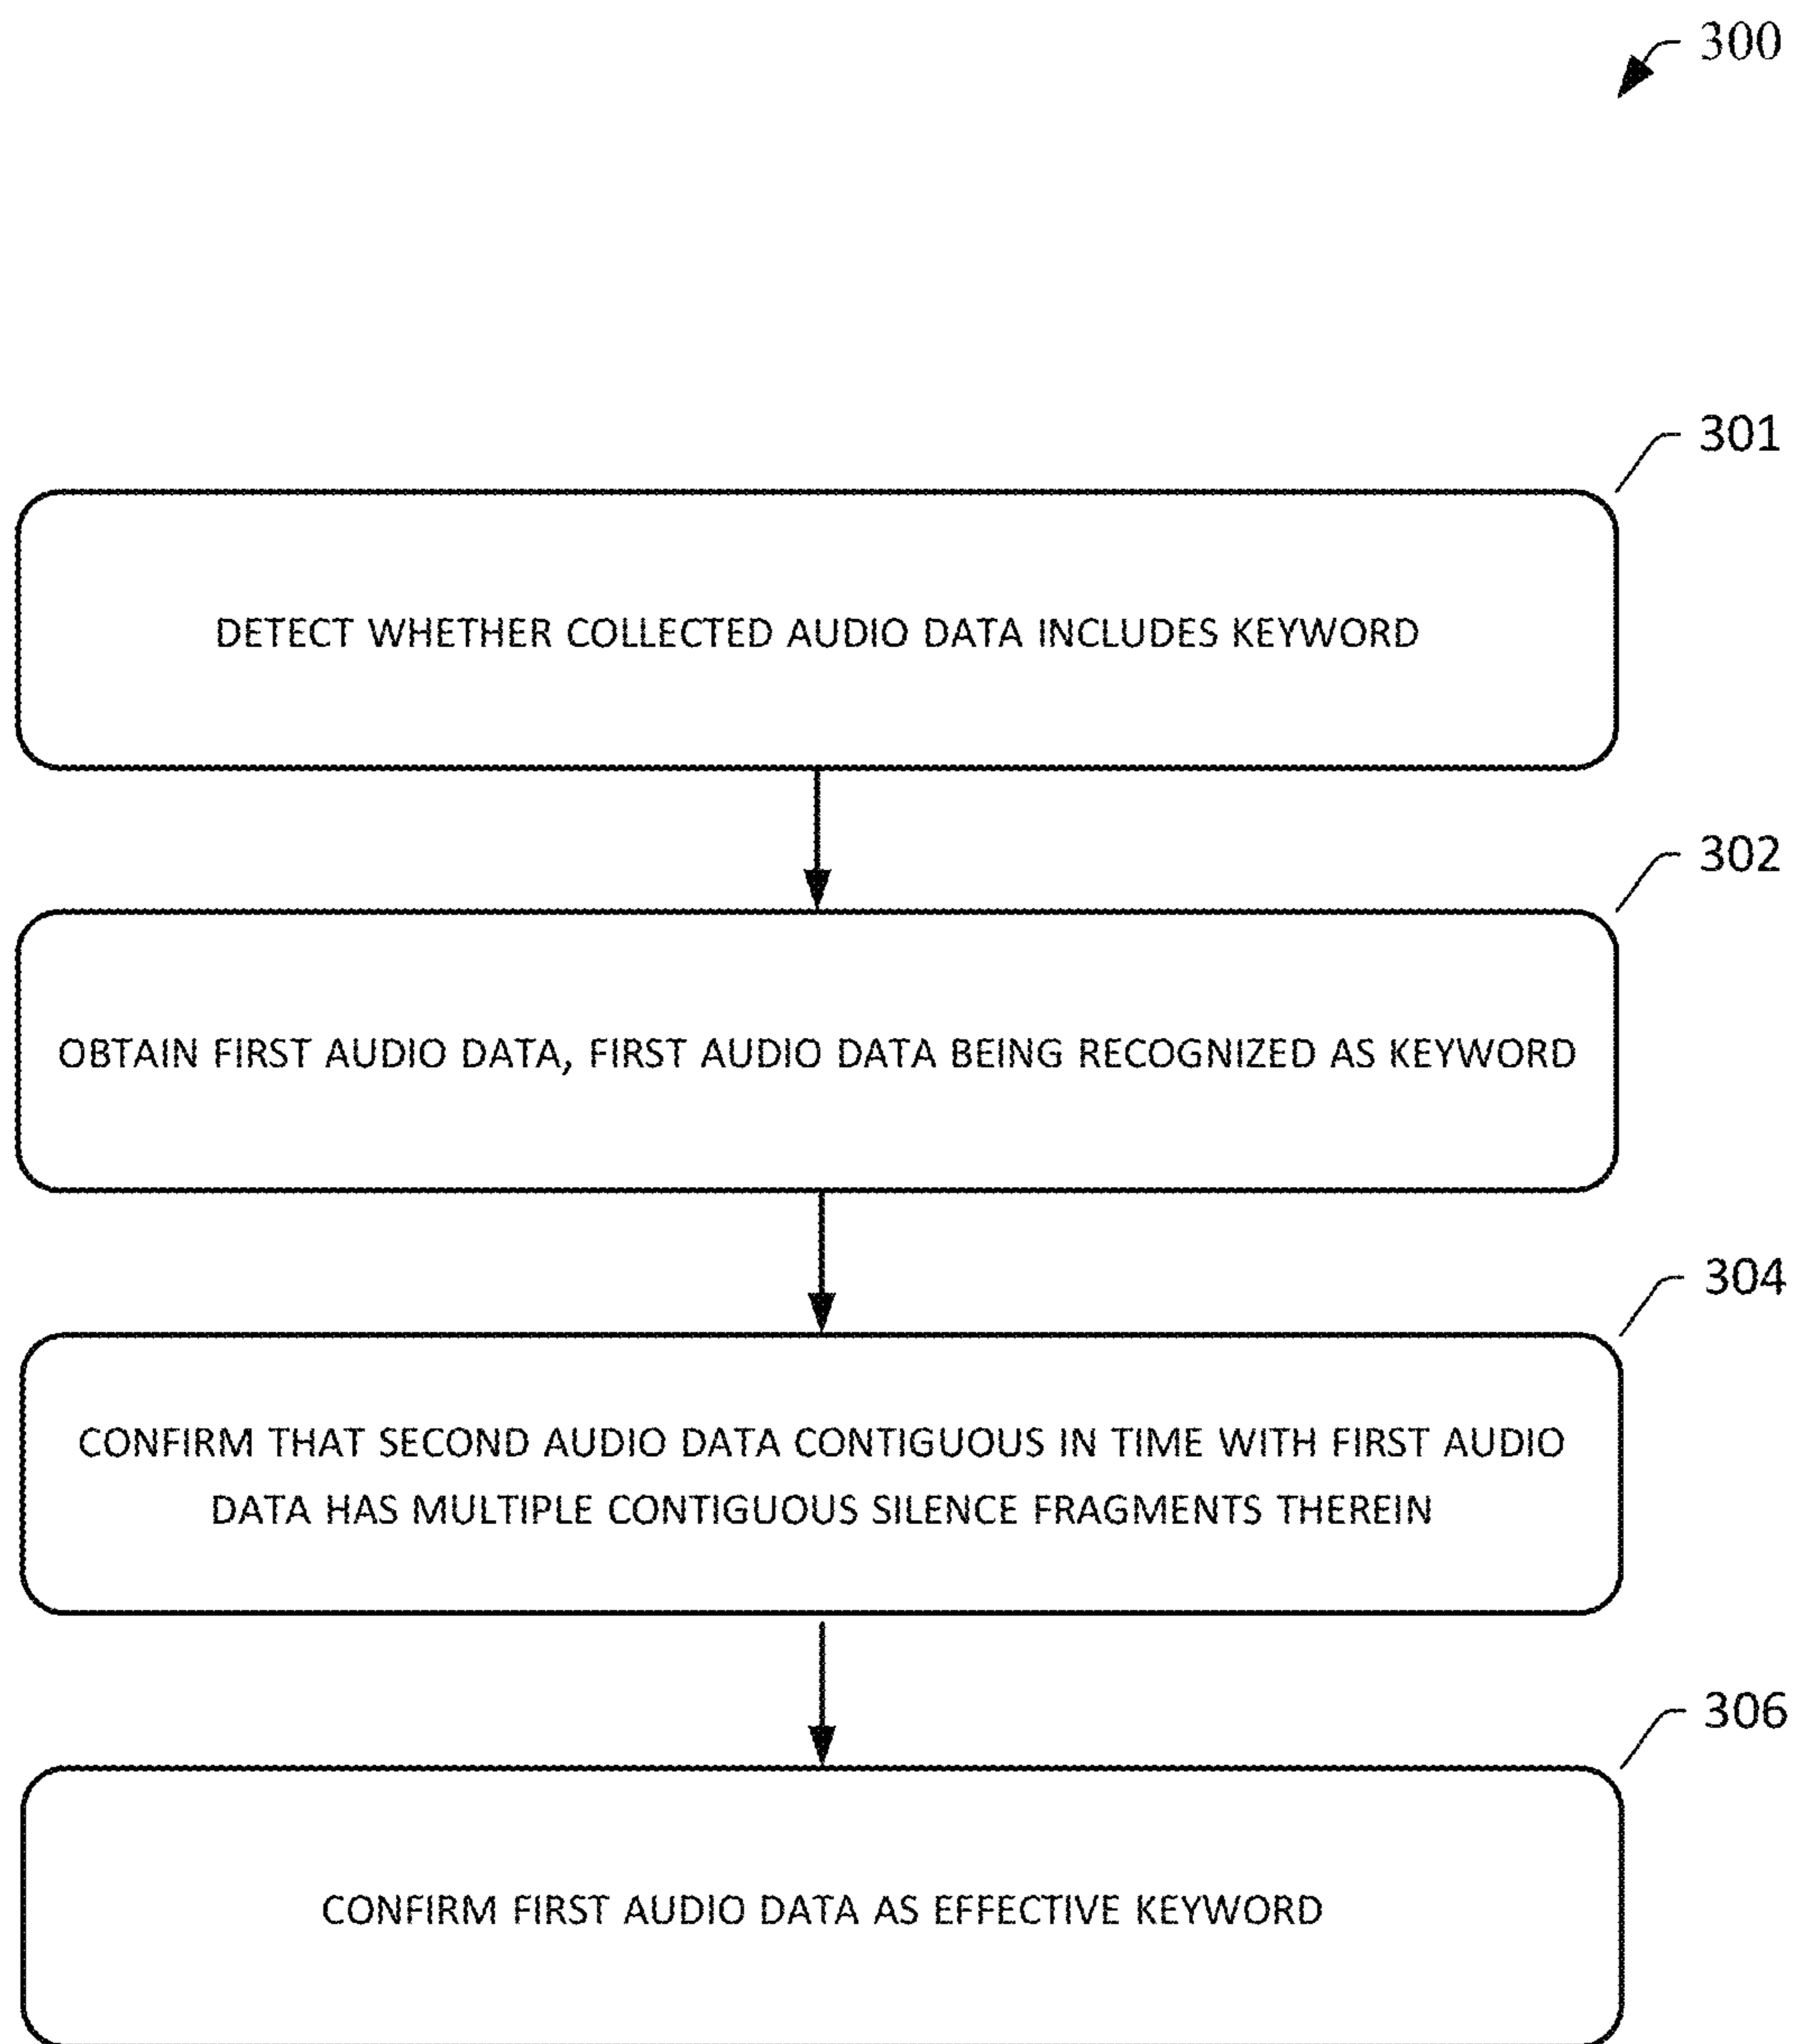 300
301
DETECT WHETHER COLLECTED AUDIO DATA INCLUDES KEYWORD
302
OBTAIN FIRST AUDIO DATA, FIRST AUDIO DATA BEING RECOGNIZED AS KEYWORD
304
CONFIRM THAT SECOND AUDIO DATA CONTIGUOUS IN TIME WITH FIRST AUDIO
DATA HAS MULTIPLE CONTIGUOUS SILENCE FRAGMENTS THEREIN
306
CONFIRM FIRST AUDIO DATA AS EFFECTIVE KEYWORD